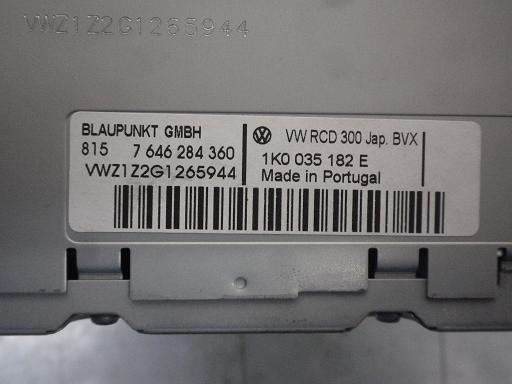 VWZ1Z2G1265944
BLAUPUNKT GMBH
815 7 646 284 360
VWZ1Z2G1265944
VW RCD 300 Jap. BVX
1K0 035 182 E
Made in Portugal